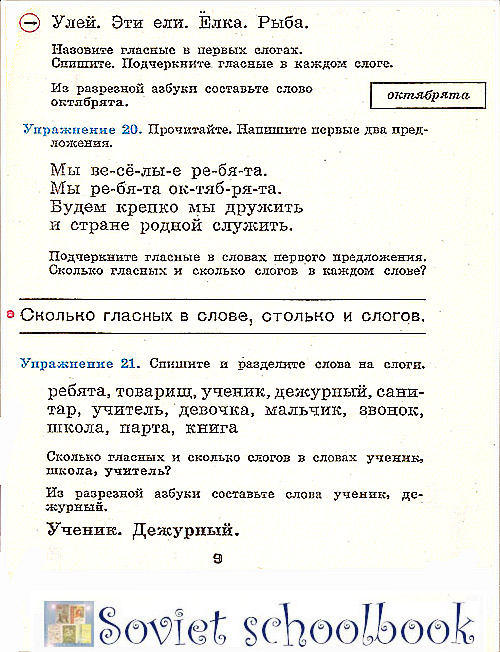 Улей. Эти ели. Ёлка. Рыба.
Назовите гласные в первых слогах.
Спишите. Подчеркните гласные в каждом слоге.
Из разрезной азбуки составьте слово
октябрята.
октябрята
Упражнение 20. Прочитайте. Напишите первые два пред-
ложения.
Мы ве-сё-лы-е ре-бя-та.
Мы ре-бя-та ок-тяб-ря-та.
Будем крепко мы дружить
и стране родной служить.
Подчеркните гласные в словах первого предложения.
Сколько гласных и сколько слогов в каждом слове?
Сколько гласных в слове, столько и слогов.
Упражнение 21. Спишите и разделите слова на слоги.
ребята, товарищ, ученик, дежурный, сани-
тар, учитель, девочка, мальчик, звонок,
школа, парта, книга
Сколько гласных и сколько слогов в словах ученик,
школа, учитель?
Из разрезной азбуки составьте слова ученик, де-
журный.
Ученик. Дежурный.
9
Soviet schoolbook